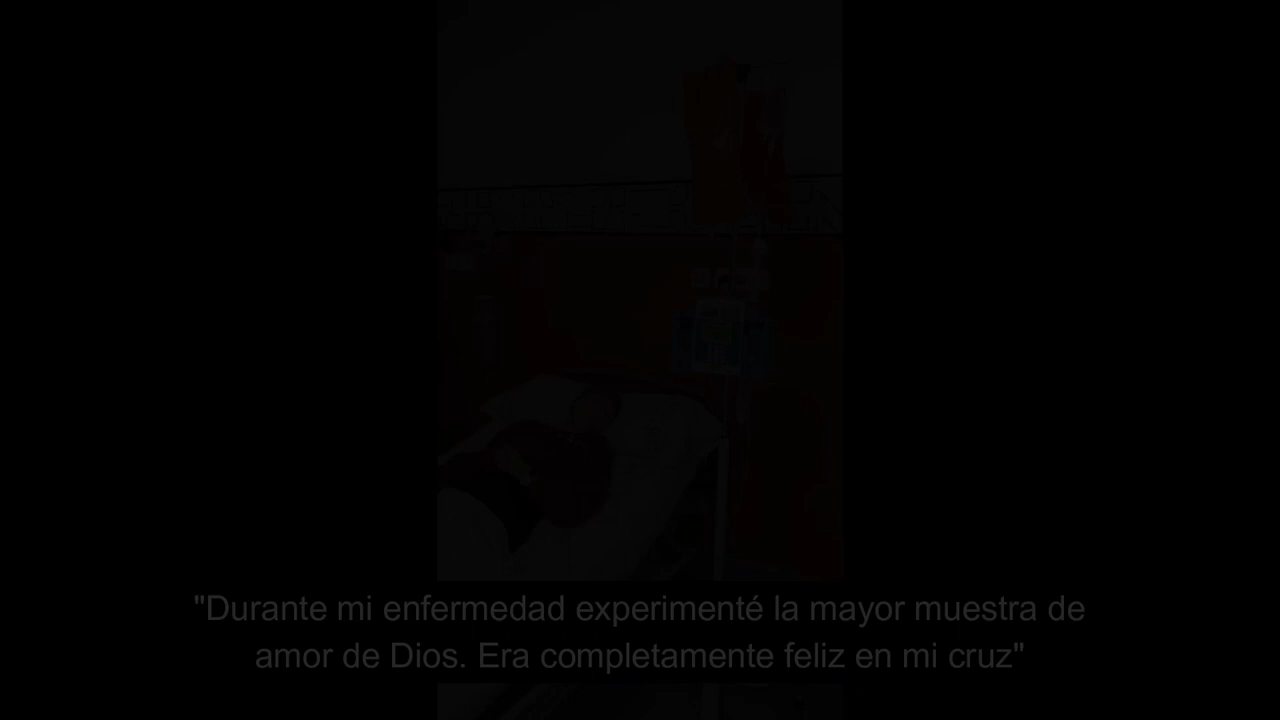 "Durante mi enfermedad experimenté la mayor muestra de
amor de Dios. Era completamente feliz en mi cruz"